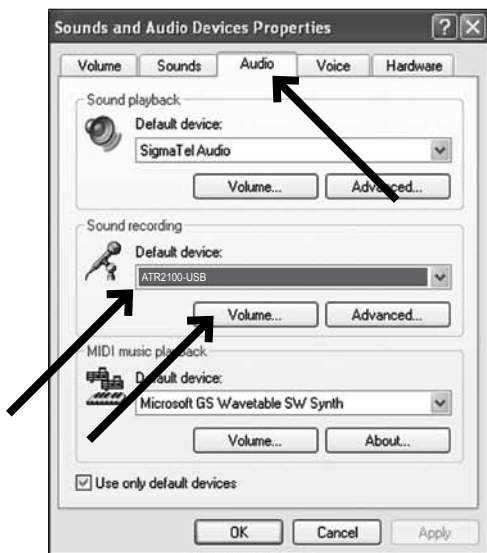 Sounds and Audio Devices Properties
Volume Sounds Audio Voice Hardware
Sound playback
Default device:
SigmaTel Audio
Volume... Advanced...
Sound recording
Default device:
ATR2100-USB
Volume... Advanced...
MIDI music playback
Default device:
Microsoft GS Wavetable SW Synth
Volume... About...
Use only default devices
OK Cancel Apply